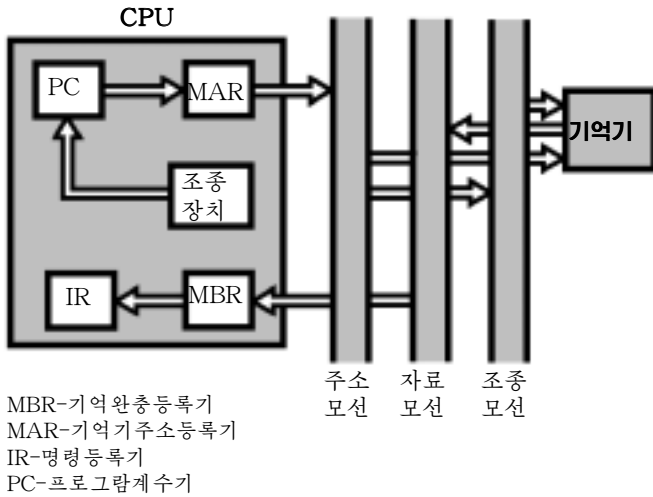 CPU
PC
MAR
기억기
조종
장치
IR
MBR
주소
모선
자료
모선
조종
모선
MBR-기억완충등록기
MAR-기억기주소등록기
IR-명령등록기
PC-프로그람계수기